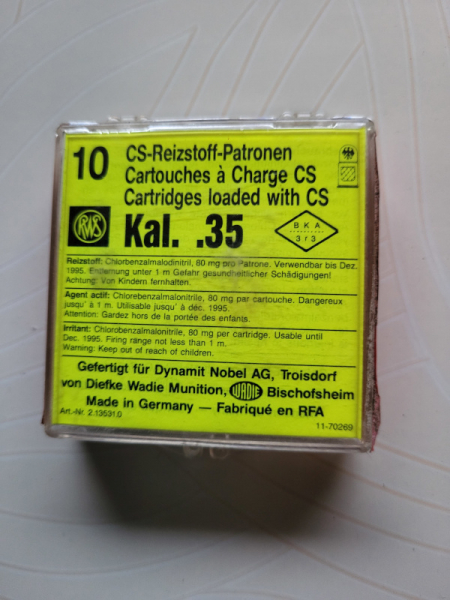 10
CS-Reizstoff-Patronen
Cartouches à Charge CS
Cartridges loaded with CS
RWS
Kal. .35
BKA
3r3
Reizstoff: Chlorbenzalmalodinitril, 80 mg pro Patrone. Verwendbar bis Dez.
1995. Entfernung unter 1 m Gefahr gesundheitlicher Schädigungen!
Achtung: Von Kindern fernhalten.
Agent actif: Chlorebenzalmalonitrile, 80 mg par cartouche. Dangereux
jusqu' à 1 m. Utilisable jusqu' à déc. 1995.
Attention: Gardez hors de la portée des enfants.
Irritant: Chlorobenzalmalonitrile, 80 mg per cartridge. Usable until
Dec. 1995. Firing range not less than 1 m.
Warning: Keep out of reach of children.
Gefertigt für Dynamit Nobel AG, Troisdorf
von Diefke Wadie Munition, WADIE Bischofsheim
Made in Germany — Fabriqué en RFA
Art.-Nr. 2.13531.0
11-70269